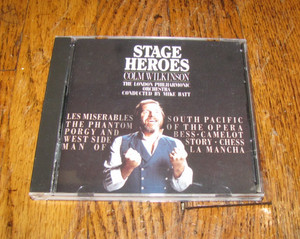 STAGE
HEROES
COLM WILKINSON
THE LONDON PHILHARMONIC
ORCHESTRA
CONDUCTED BY MIKE BATT
LES MISERABLES SOUTH PACIFIC
THE PHANTOM OF THE OPERA
PORGY AND BESS · CAMELOT
WEST SIDE STORY · CHESS
MAN OF LA MANCHA